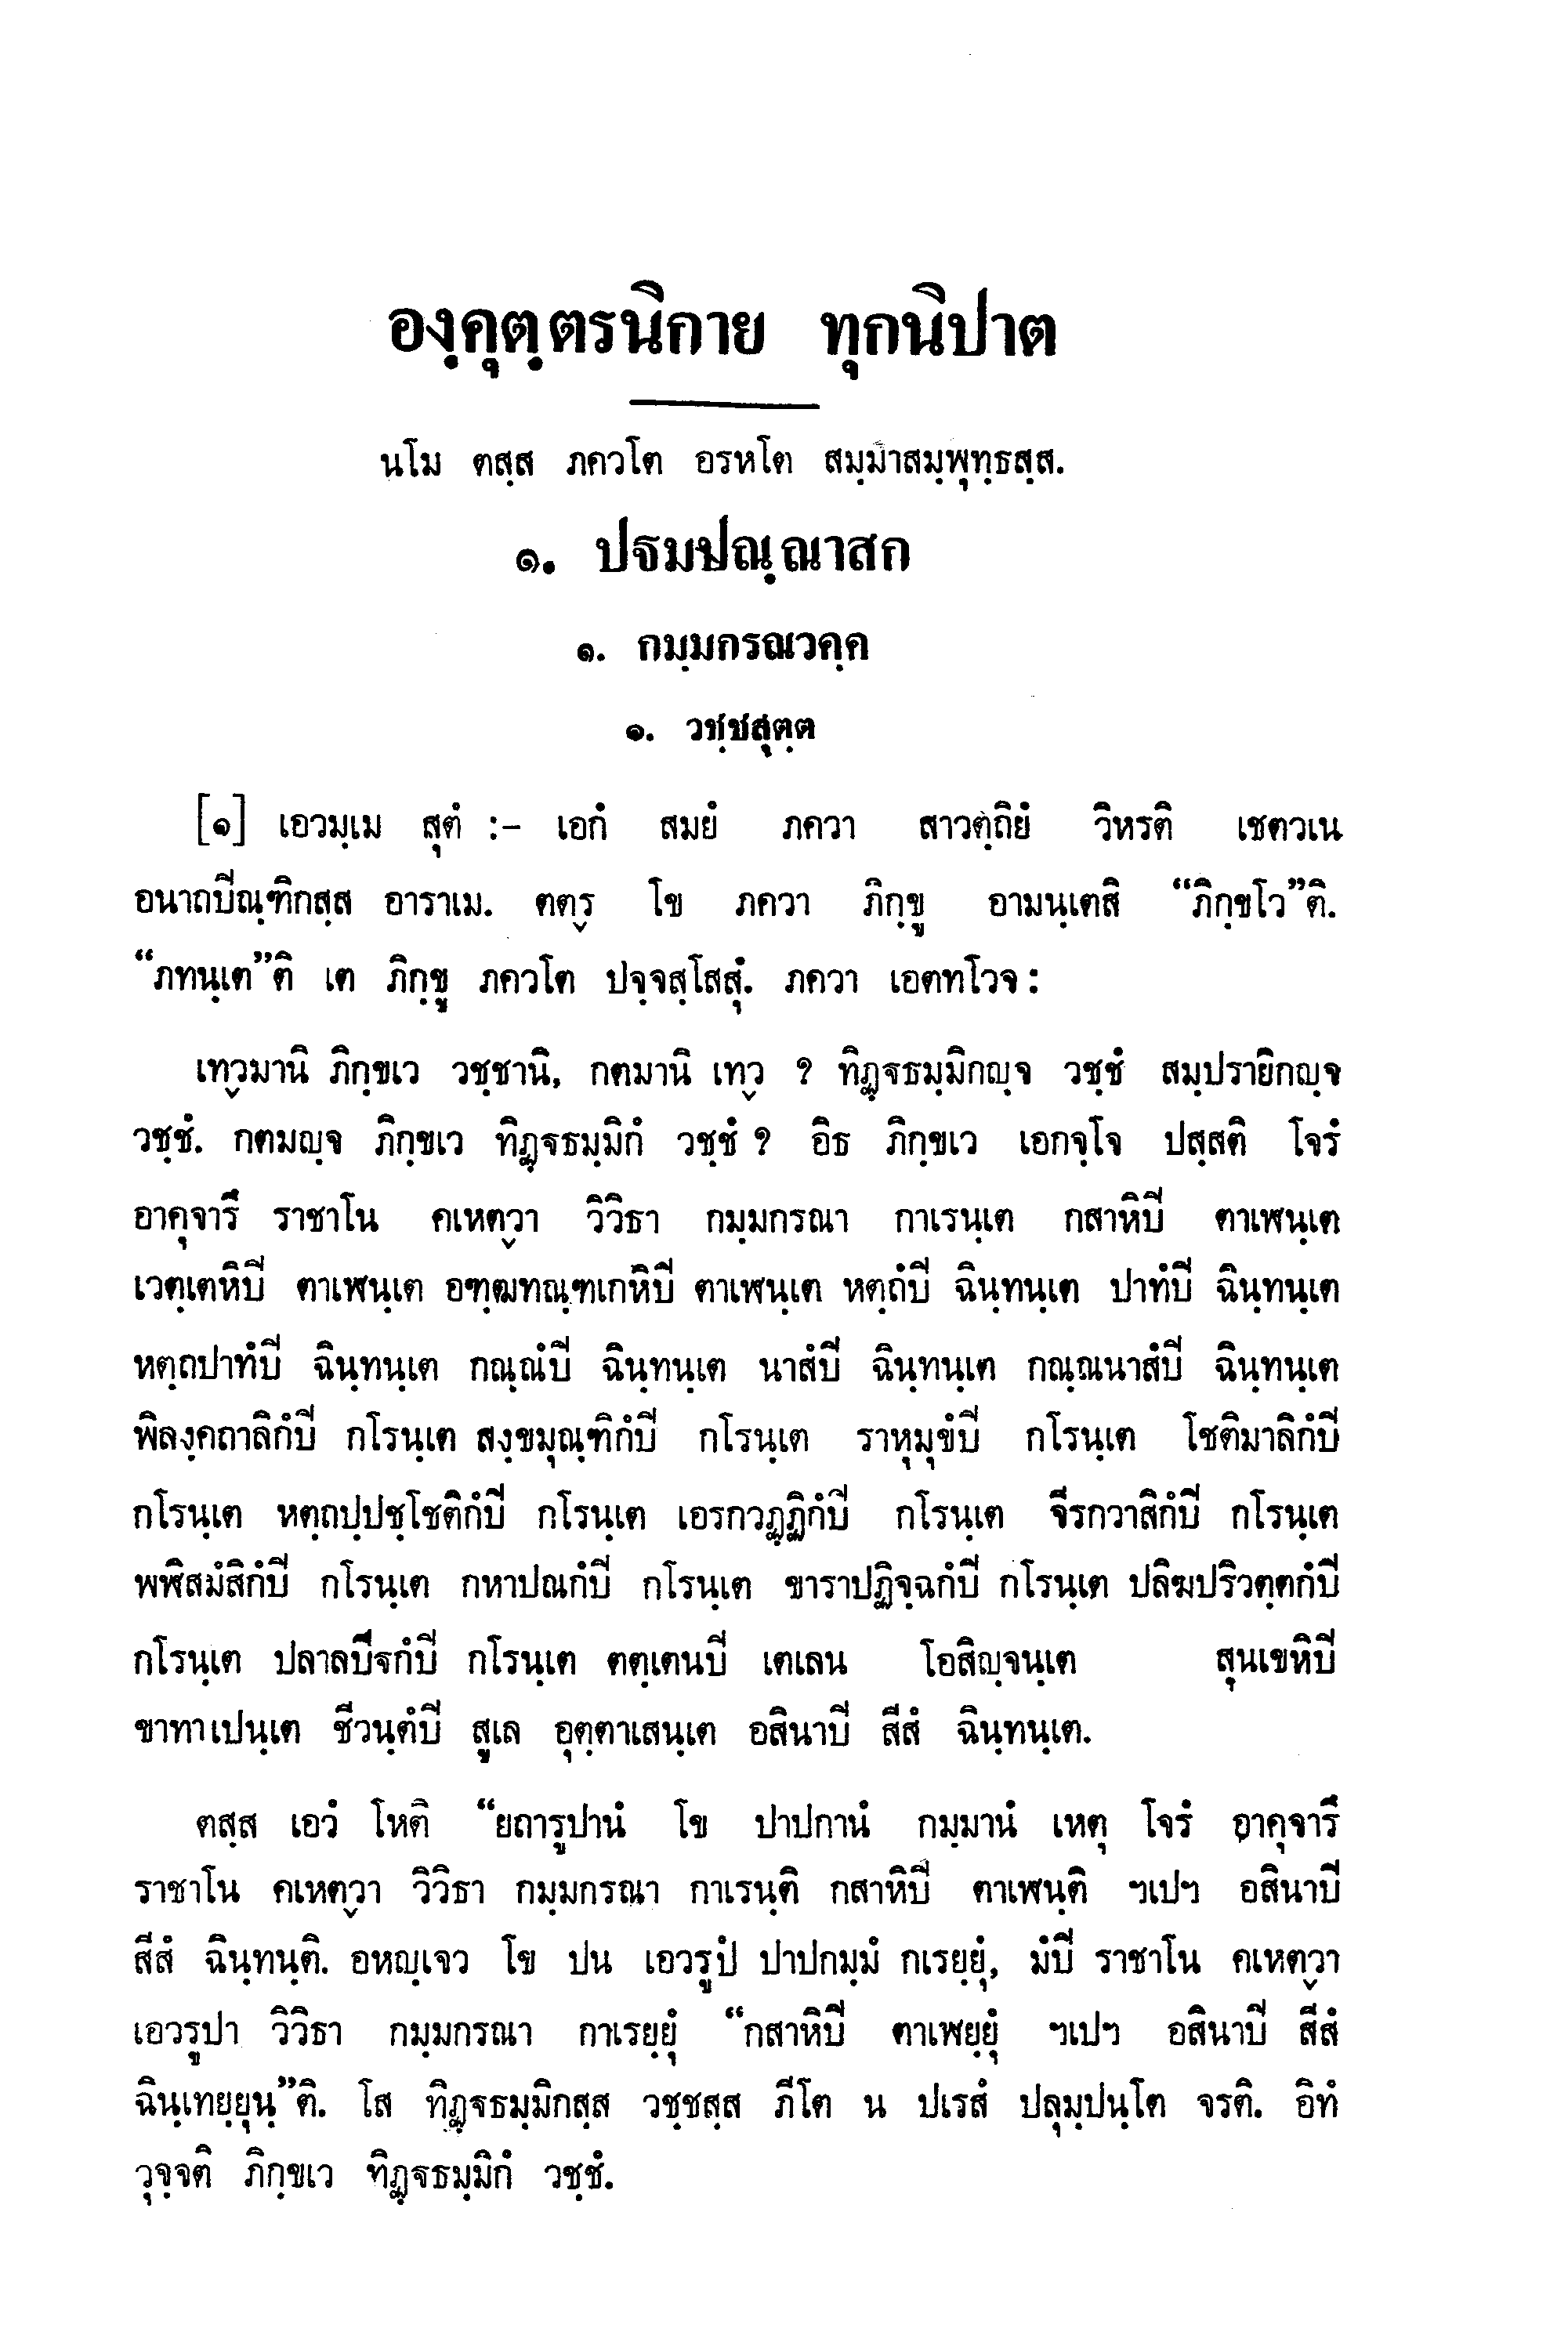 องฺคุตฺตรนิกาย ทุกนิปาต
นโม ตสฺส ภควโต อรหโต สมฺมาสมฺพุทฺธสฺส.
๑. ปฐมปณฺณาสก
๑. กมฺมกรณวคฺค
๑. วชฺชสุตฺต
[๑] เอวมฺเม สุตํ :- เอกํ สมยํ ภควา สาวตฺถิยํ วิหรติ เชตวเน
อนาถปีณฺฑิกสฺส อาราเม. ตตฺร โข ภควา ภิกฺขู อามนฺเตสิ “ภิกฺขโว”ติ.
“ภทนฺเต”ติ เต ภิกฺขู ภควโต ปจฺจสฺโสสุํ. ภควา เอตทโวจ :
เทฺวมานิ ภิกฺขเว วชฺชานิ, กตมานิ เทฺว ? ทิฏฺฐธมฺมิกญฺจ วชฺชํ สมฺปรายิกญฺจ
วชฺชํ. กตมญฺจ ภิกฺขเว ทิฏฺฐธมฺมิกํ วชฺชํ ? อิธ ภิกฺขเว เอกจฺโจ ปสฺสติ โจรํ
อาคุจารึ ราชาโน คเหตฺวา วิวิธา กมฺมกรณา กาเรนฺเต กสาหิปี ตาเฬนฺเต
เวตฺเตหิปี ตาเฬนฺเต อฑฺฒทณฺฑเกหิปี ตาเฬนฺเต หตฺถํปี ฉินฺทนฺเต ปาทํปี ฉินฺทนฺเต
หตฺถปาทํปี ฉินฺทนฺเต กณฺณํปี ฉินฺทนฺเต นาสํปี ฉินฺทนฺเต กณฺณนาสํปี ฉินฺทนฺเต
พิลงฺคถาลิกํปี กโรนฺเต สงฺขมุณฺฑิกํปี กโรนฺเต ราหุมุขํปี กโรนฺเต โชติมาลิกํปี
กโรนฺเต หตฺถปฺปชฺโชติกํปี กโรนฺเต เอรกวฏฺฏิกํปี กโรนฺเต จีรกวาสิกํปี กโรนฺเต
พฬิสมํสิกํปี กโรนฺเต กหาปณกํปี กโรนฺเต ขาราปฏิจฺฉกํปี กโรนฺเต ปลิฆปริวตฺตกํปี
กโรนฺเต ปลาลปีฐกํปี กโรนฺเต ตตฺเตนปี เตเลน โอสิญฺจนฺเต สุนเขหิปี
ขาทาเปนฺเต ชีวนฺตํปี สูเล อุตฺตาเสนฺเต อสินาปี สีสํ ฉินฺทนฺเต.
ตสฺส เอวํ โหติ “ยถารูปานํ โข ปาปกานํ กมฺมานํ เหตุ โจรํ อาคุจารึ
ราชาโน คเหตฺวา วิวิธา กมฺมกรณา กาเรนฺติ กสาหิปี ตาเฬนฺติ ฯเปฯ อสินาปี
สีสํ ฉินฺทนฺติ. อหญฺเจว โข ปน เอวรูปํ ปาปกมฺมํ กเรยฺยุํ, มํปี ราชาโน คเหตฺวา
เอวรูปา วิวิธา กมฺมกรณา กาเรยฺยุํ “กสาหิปี ตาเฬยฺยุํ ฯเปฯ อสินาปี สีสํ
ฉินฺเทยฺยุนฺ”ติ. โส ทิฏฺฐธมฺมิกสฺส วชฺชสฺส ภีโต น ปเรสํ ปลุมฺปนฺโต จรติ. อิทํ
วุจฺจติ ภิกฺขเว ทิฏฺฐธมฺมิกํ วชฺชํ.